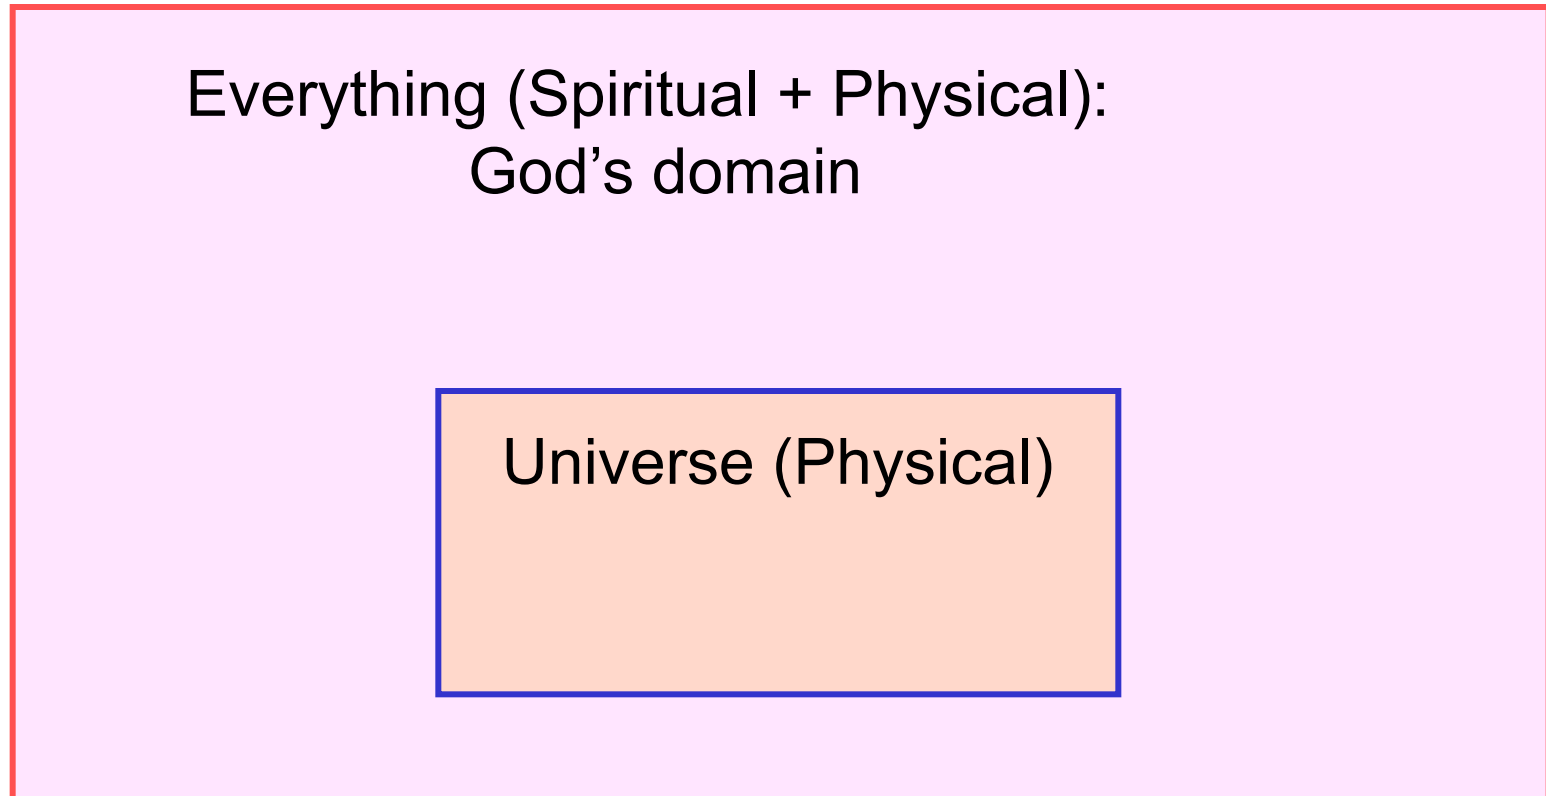 Everything (Spiritual + Physical):
God’s domain
Universe (Physical)